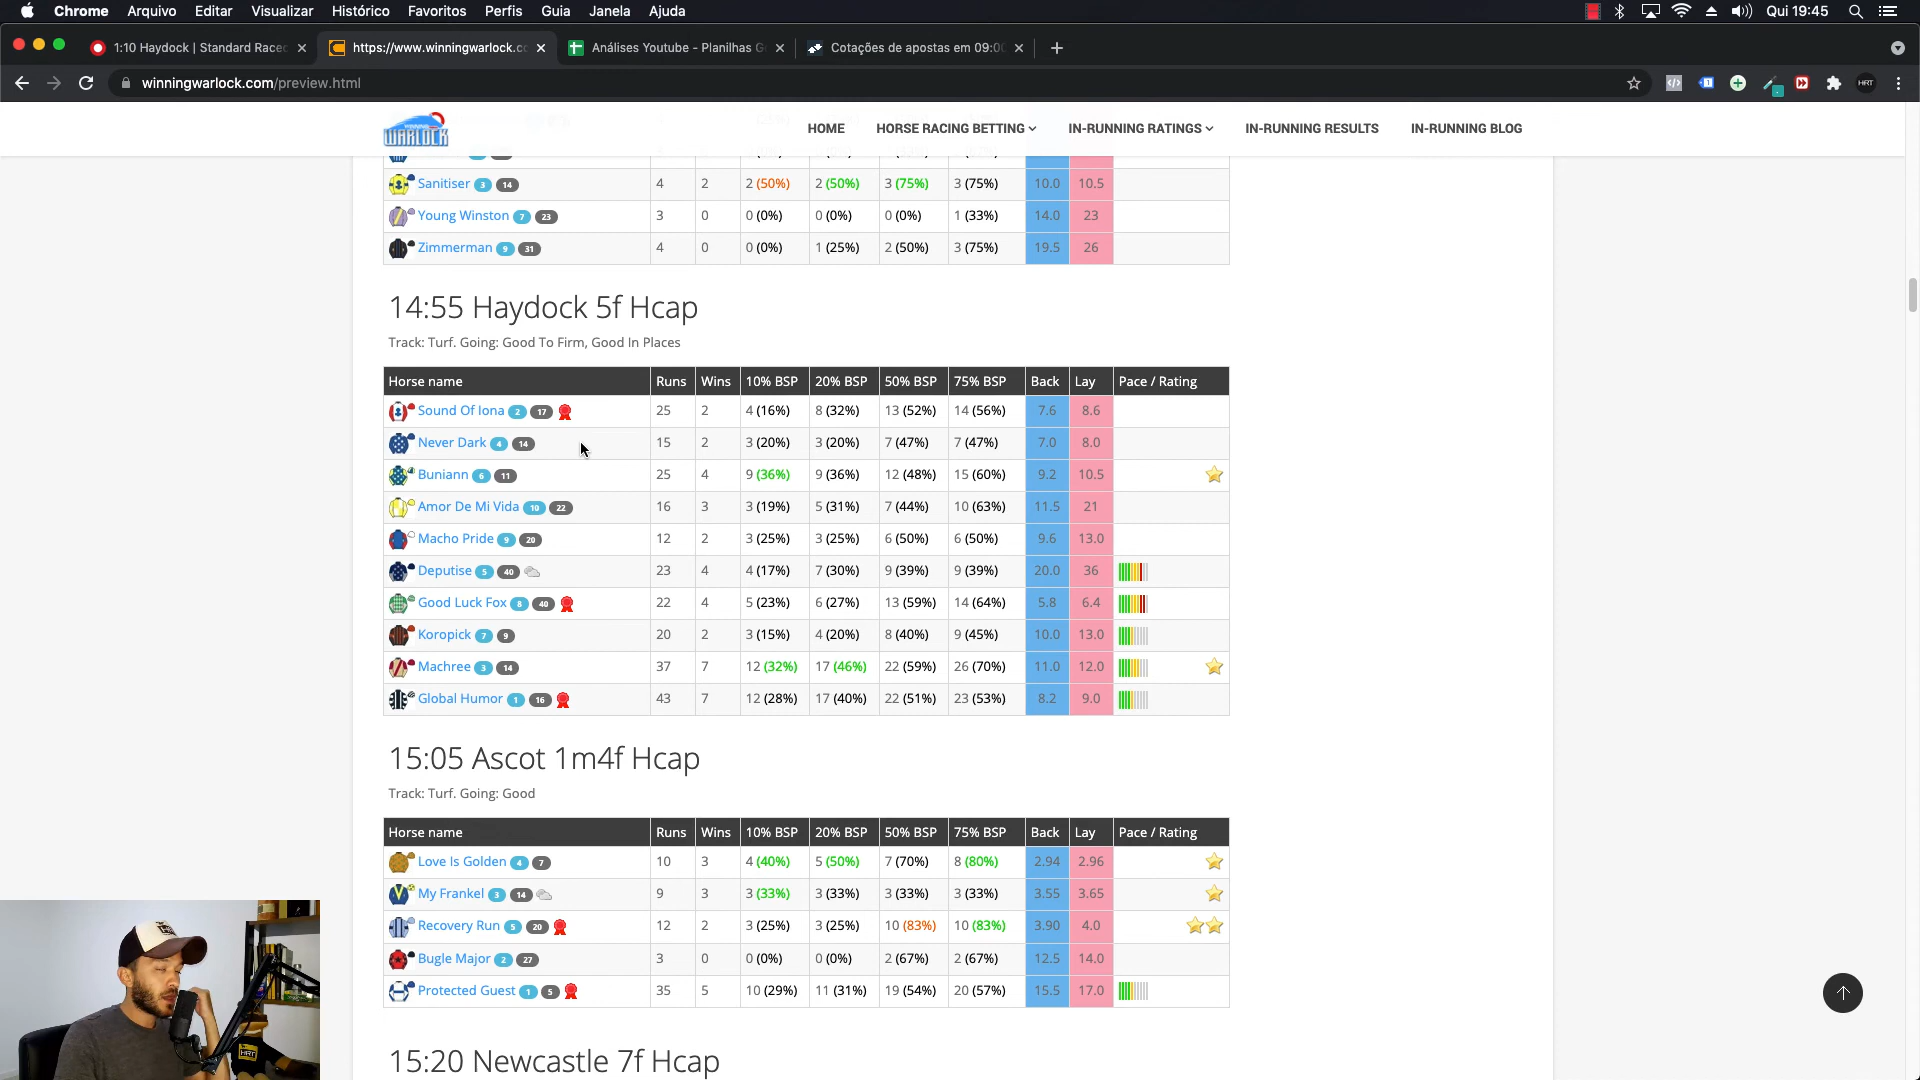 Chrome Arquivo Editar Visualizar Histórico Favoritos Perfis Guia Janela Ajuda Qui 19:45
1:10 Haydock | Standard Racec https://www.winningwarlock.co Análises Youtube - Planilhas G Cotações de apostas em 09:00
winningwarlock.com/preview.html HRT
WARLOCK HOME HORSE RACING BETTING IN-RUNNING RATINGS IN-RUNNING RESULTS IN-RUNNING BLOG
Sanitiser 3 14 4 2 2 (50%) 2 (50%) 3 (75%) 3 (75%) 10.0 10.5
Young Winston 7 23 3 0 0 (0%) 0 (0%) 0 (0%) 1 (33%) 14.0 23
Zimmerman 9 31 4 0 0 (0%) 1 (25%) 2 (50%) 3 (75%) 19.5 26
14:55 Haydock 5f Hcap
Track: Turf. Going: Good To Firm, Good In Places
Horse name Runs Wins 10% BSP 20% BSP 50% BSP 75% BSP Back Lay Pace / Rating
Sound Of Iona 2 17 25 2 4 (16%) 8 (32%) 13 (52%) 14 (56%) 7.6 8.6
Never Dark 4 14 15 2 3 (20%) 3 (20%) 7 (47%) 7 (47%) 7.0 8.0
Buniann 6 11 25 4 9 (36%) 9 (36%) 12 (48%) 15 (60%) 9.2 10.5
Amor De Mi Vida 10 22 16 3 3 (19%) 5 (31%) 7 (44%) 10 (63%) 11.5 21
Macho Pride 9 20 12 2 3 (25%) 3 (25%) 6 (50%) 6 (50%) 9.6 13.0
Deputise 5 40 23 4 4 (17%) 7 (30%) 9 (39%) 9 (39%) 20.0 36
Good Luck Fox 8 40 22 4 5 (23%) 6 (27%) 13 (59%) 14 (64%) 5.8 6.4
Koropick 7 9 20 2 3 (15%) 4 (20%) 8 (40%) 9 (45%) 10.0 13.0
Machree 3 14 37 7 12 (32%) 17 (46%) 22 (59%) 26 (70%) 11.0 12.0
Global Humor 1 16 43 7 12 (28%) 17 (40%) 22 (51%) 23 (53%) 8.2 9.0
15:05 Ascot 1m4f Hcap
Track: Turf. Going: Good
Horse name Runs Wins 10% BSP 20% BSP 50% BSP 75% BSP Back Lay Pace / Rating
Love Is Golden 4 7 10 3 4 (40%) 5 (50%) 7 (70%) 8 (80%) 2.94 2.96
My Frankel 3 14 9 3 3 (33%) 3 (33%) 3 (33%) 3 (33%) 3.55 3.65
Recovery Run 5 20 12 2 3 (25%) 3 (25%) 10 (83%) 10 (83%) 3.90 4.0
Bugle Major 2 27 3 0 0 (0%) 0 (0%) 2 (67%) 2 (67%) 12.5 14.0
Protected Guest 1 5 35 5 10 (29%) 11 (31%) 19 (54%) 20 (57%) 15.5 17.0
15:20 Newcastle 7f Hcap
HRT